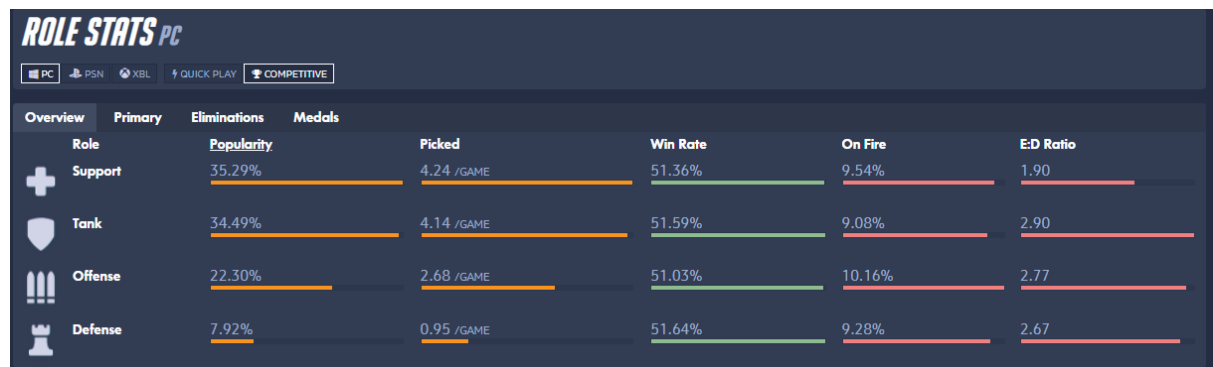 ROLE STATS PC
PC PSN XBL QUICK PLAY COMPETITIVE
Overview Primary Eliminations Medals
Role Popularity Picked Win Rate On Fire E:D Ratio
Support 35.29% 4.24 /GAME 51.36% 9.54% 1.90
Tank 34.49% 4.14 /GAME 51.59% 9.08% 2.90
Offense 22.30% 2.68 /GAME 51.03% 10.16% 2.77
Defense 7.92% 0.95 /GAME 51.64% 9.28% 2.67